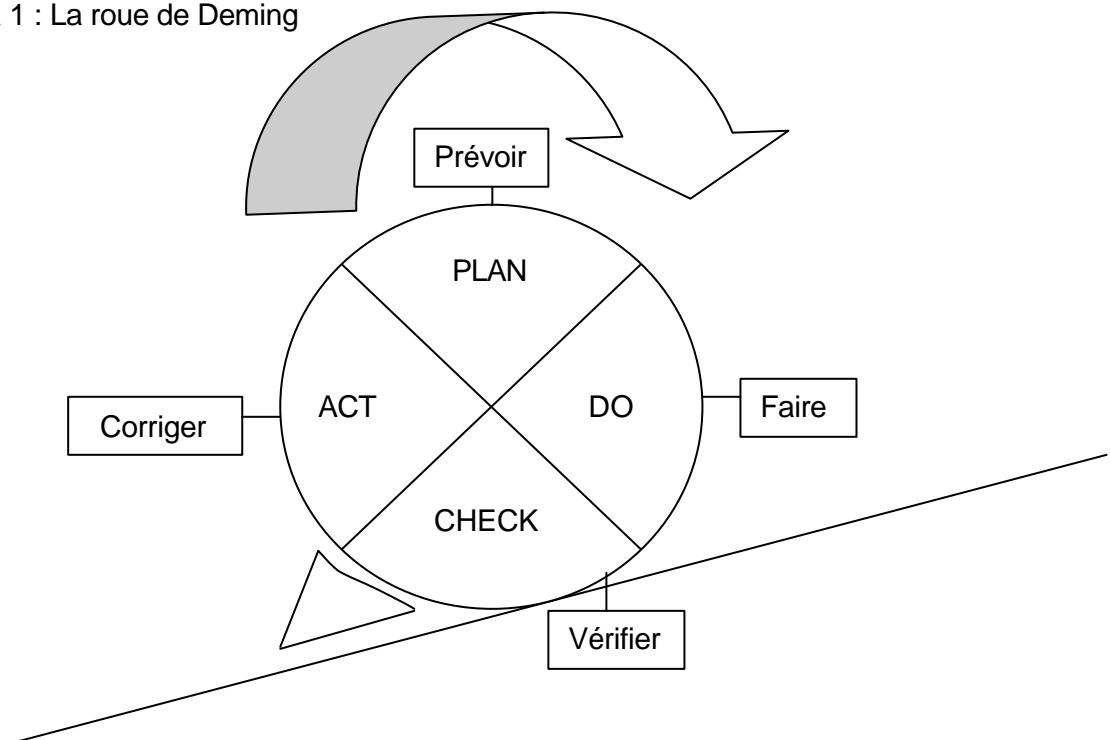 1 : La roue de Deming
Prévoir
PLAN
ACT
DO
Corriger
Faire
CHECK
Vérifier